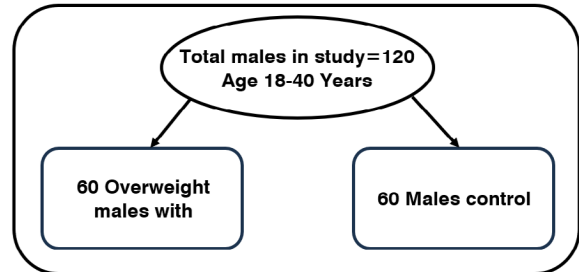 Total males in study=120
Age 18-40 Years
60 Overweight
males with
60 Males control